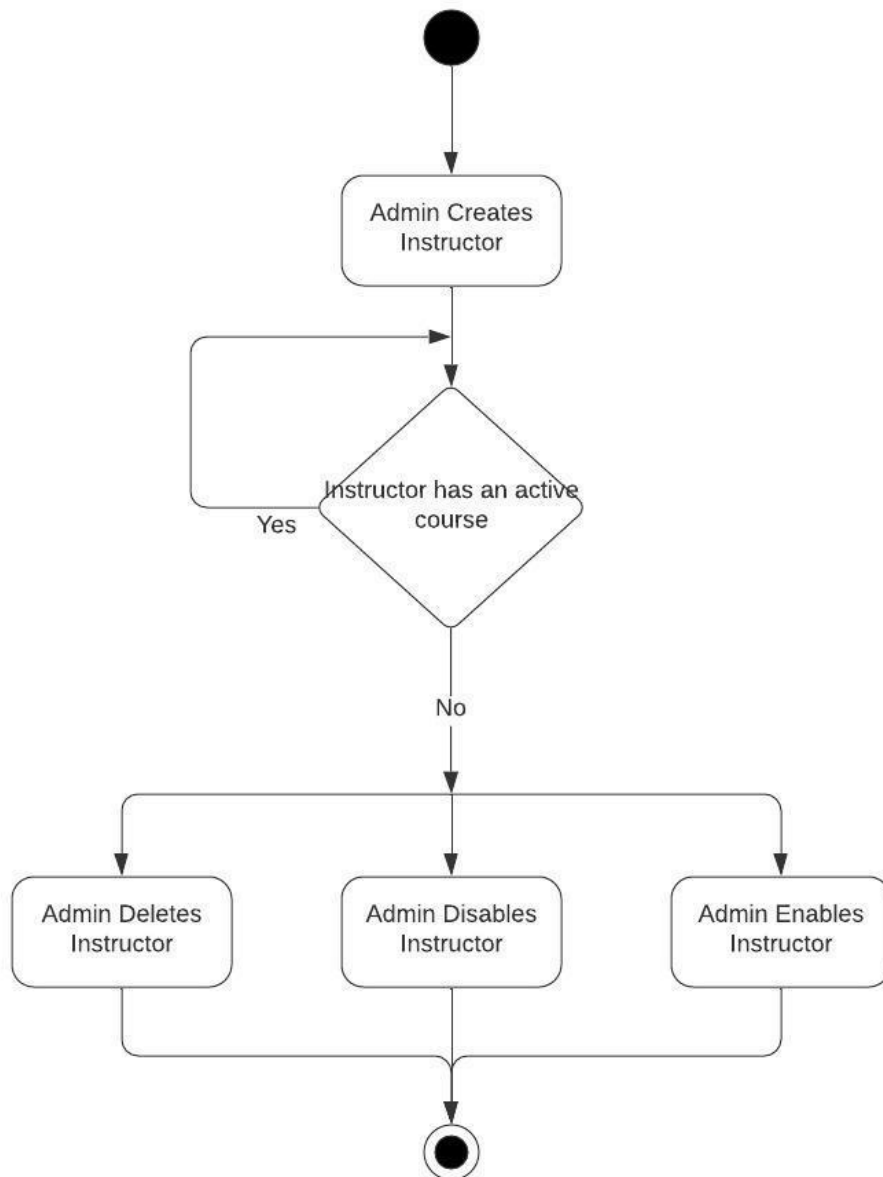 Admin Creates
Instructor
Instructor has an active
course
Yes
No
Admin Deletes
Instructor
Admin Disables
Instructor
Admin Enables
Instructor